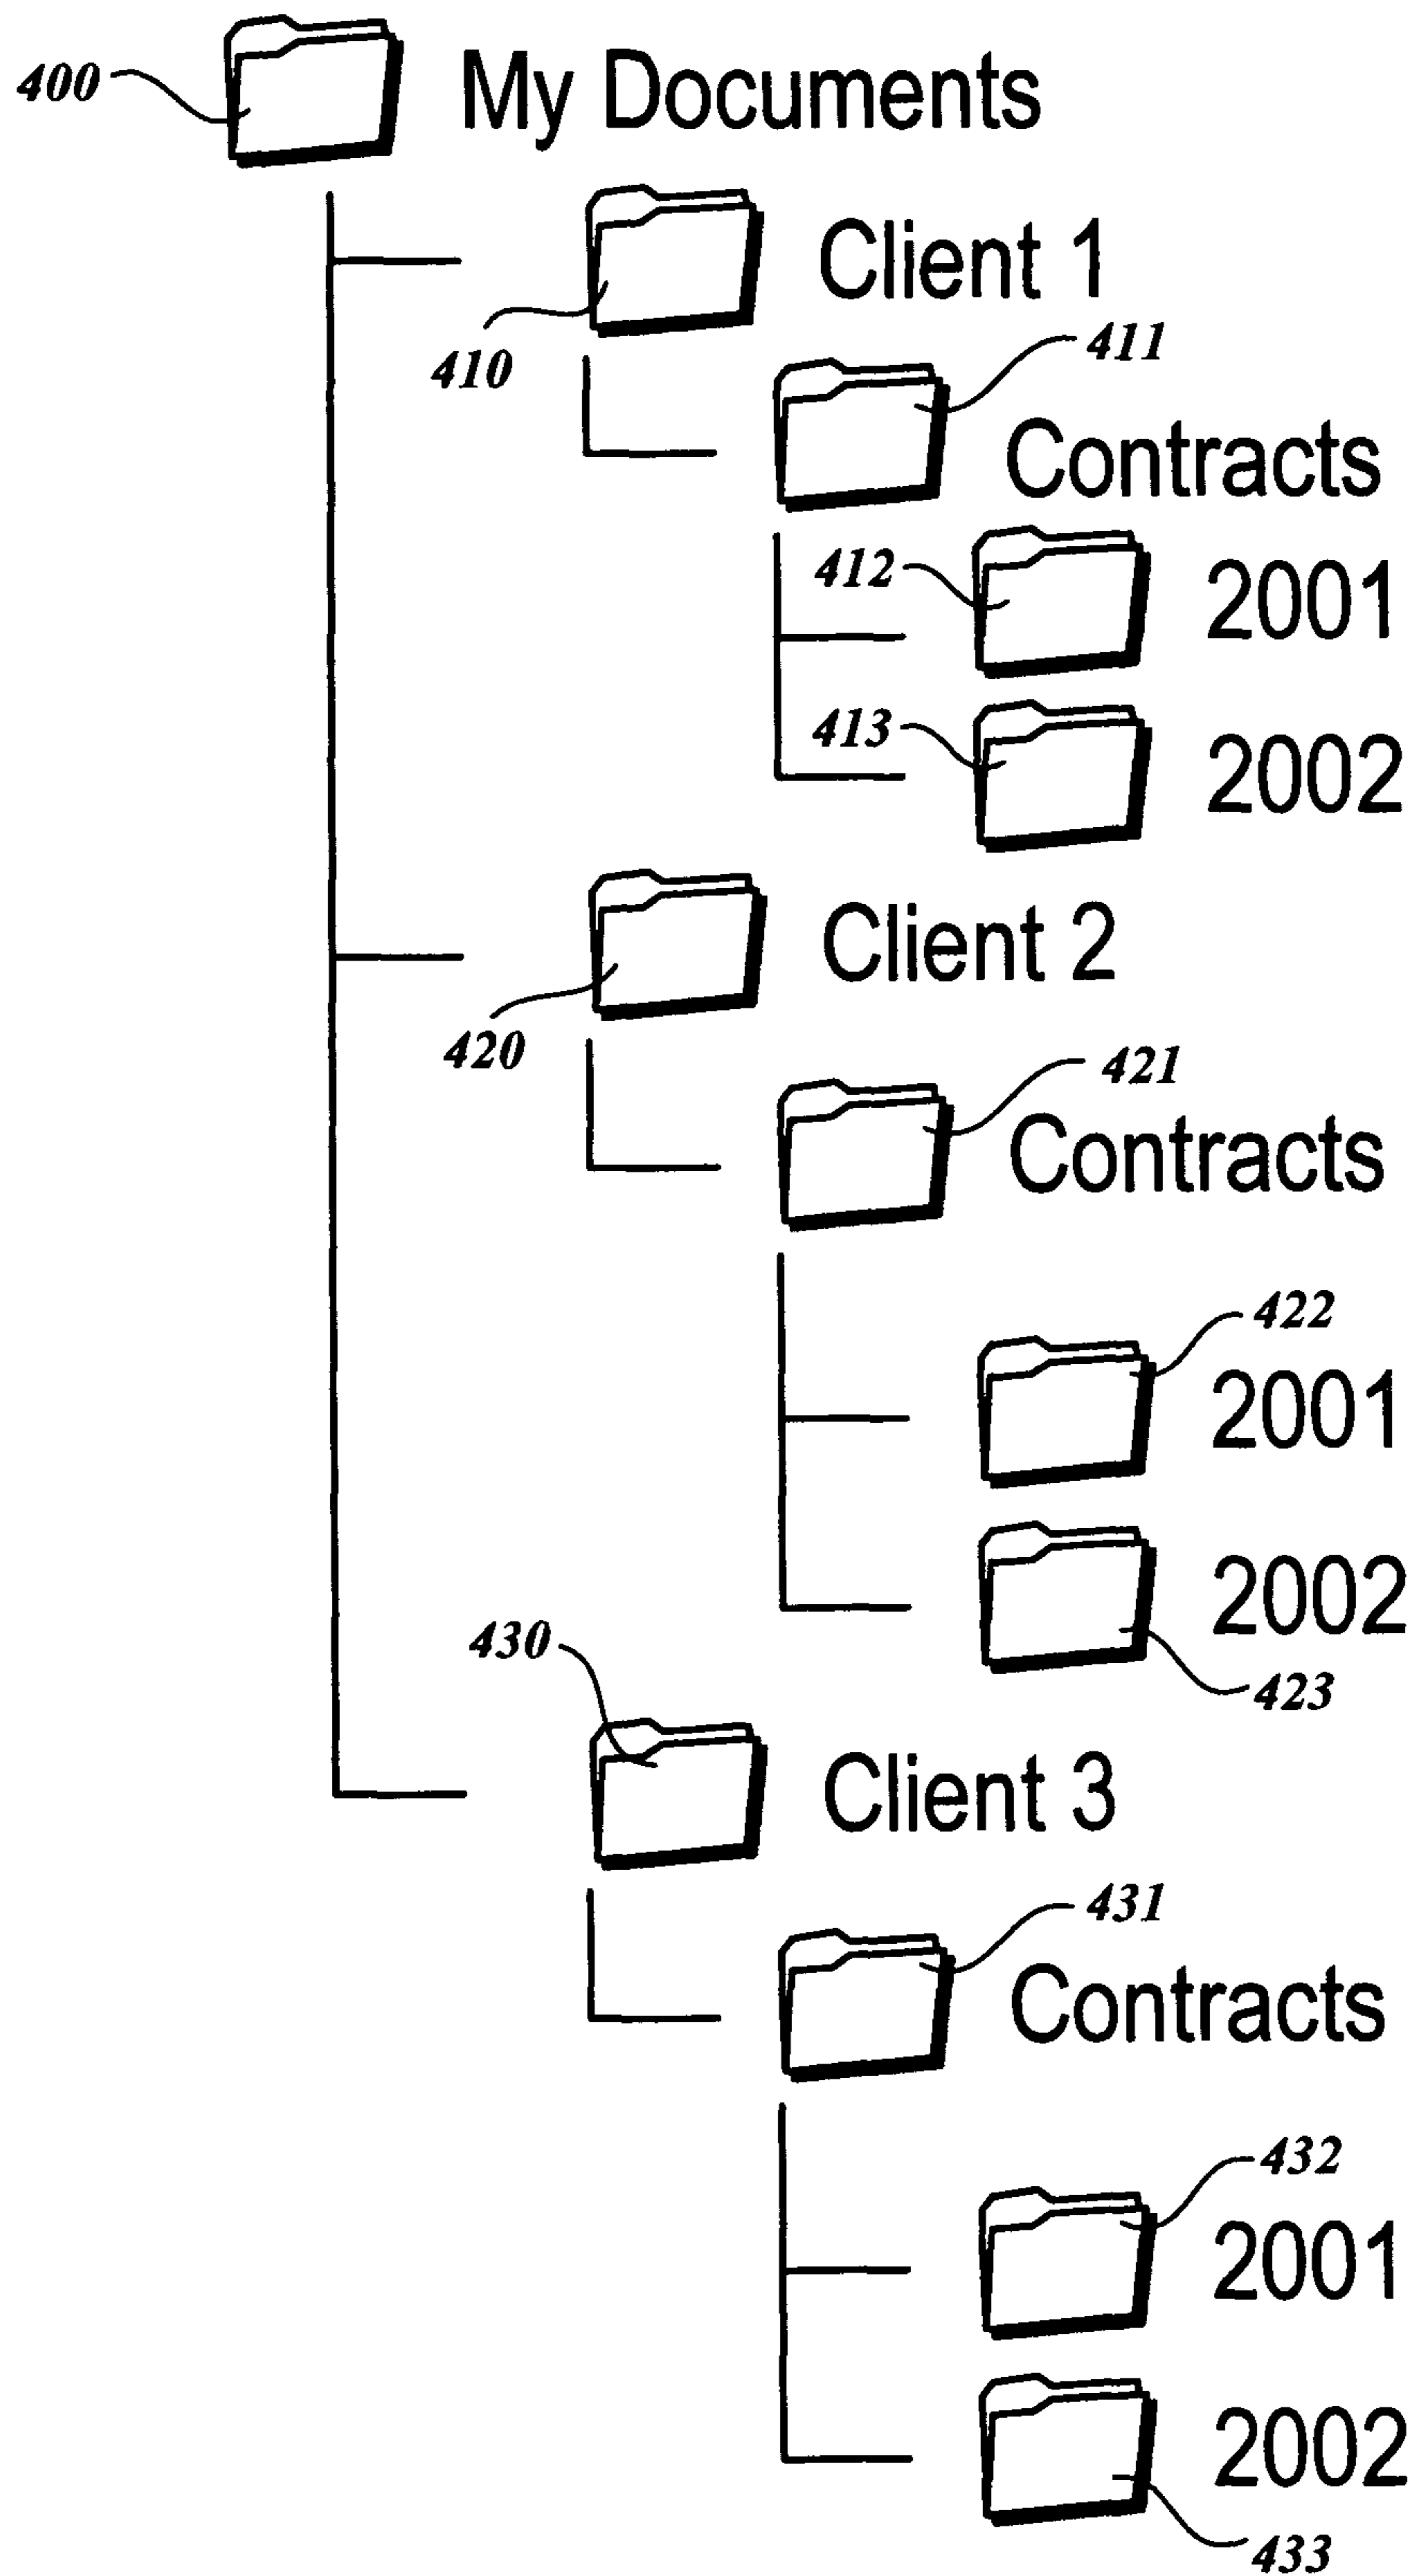 400 My Documents
Client 1
410
411
Contracts
412 2001
413 2002
Client 2
420
421
Contracts
422
2001
2002
423
430
Client 3
431
Contracts
432
2001
2002
433